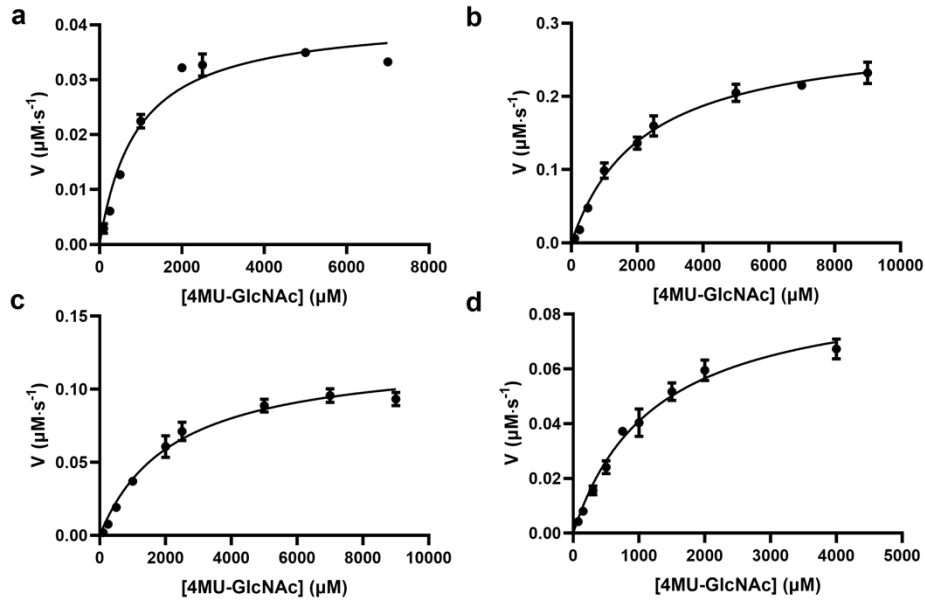 a
0.04
0.03
0.02
0.01
0.00
V (µM·s⁻¹)
0 2000 4000 6000 8000
[4MU-GlcNAc] (µM)
b
0.3
0.2
0.1
0.0
V (µM·s⁻¹)
0 2000 4000 6000 8000 10000
[4MU-GlcNAc] (µM)
c
0.15
0.10
0.05
0.00
V (µM·s⁻¹)
0 2000 4000 6000 8000 10000
[4MU-GlcNAc] (µM)
d
0.08
0.06
0.04
0.02
0.00
V (µM·s⁻¹)
0 1000 2000 3000 4000 5000
[4MU-GlcNAc] (µM)